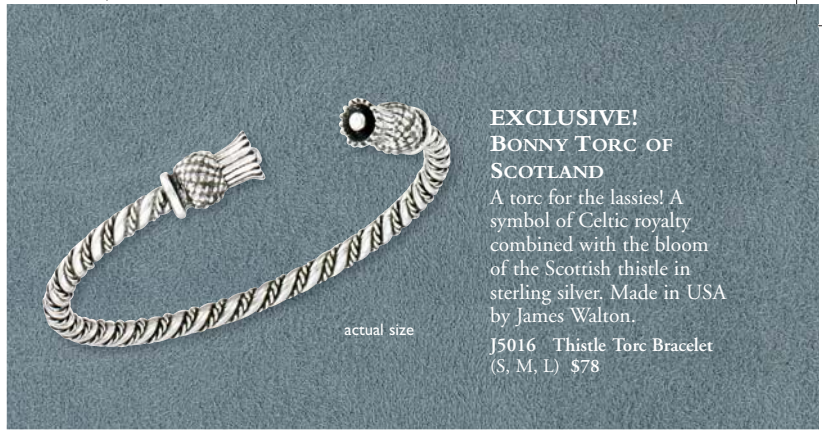 EXCLUSIVE!
BONNY TORC OF
SCOTLAND
A torc for the lassies! A
symbol of Celtic royalty
combined with the bloom
of the Scottish thistle in
sterling silver. Made in USA
by James Walton.
J5016 Thistle Torc Bracelet
(S, M, L) $78
actual size